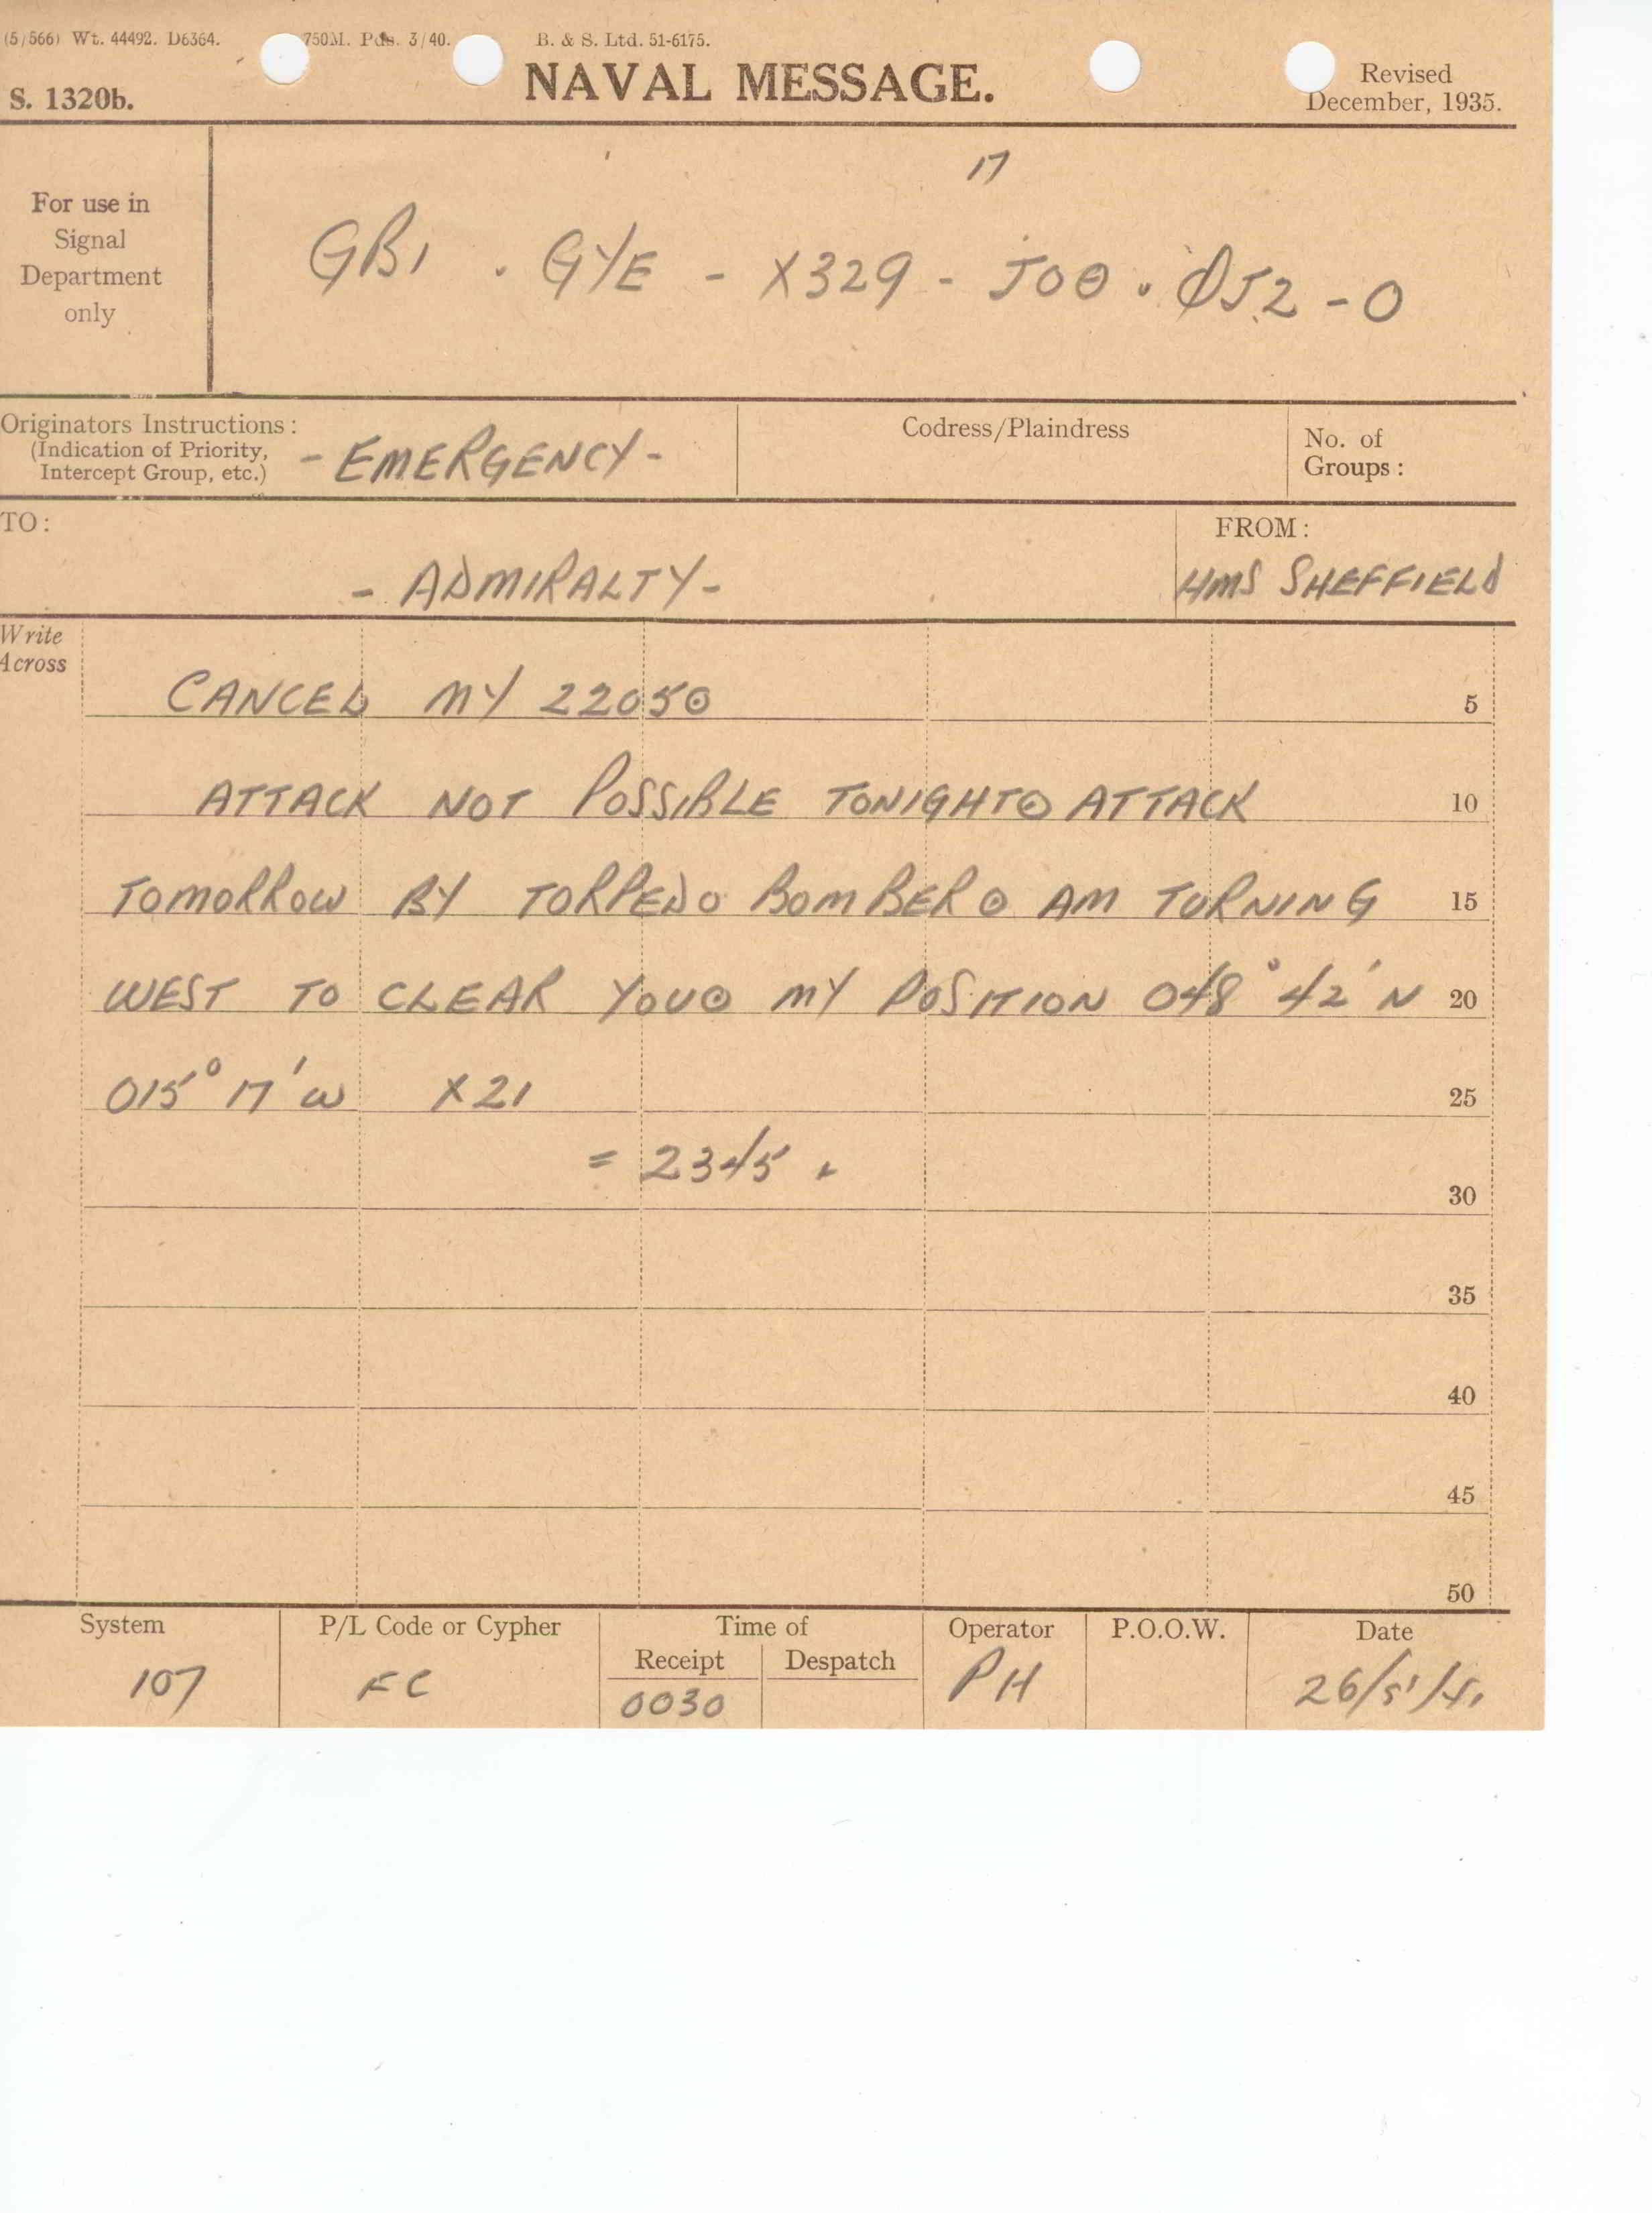 (5/566) Wt. 44492. D6364. 750M. Pds. 3/40. B. & S. Ltd. 51-6175.
S. 1320b.
NAVAL MESSAGE.
Revised
December, 1935.
17
For use in
Signal
Department
only
GB1 . GYE - X329 - J00 . 0J2 - O
Originators Instructions:
(Indication of Priority,
Intercept Group, etc.)
- EMERGENCY -
Codress/Plaindress
No. of
Groups:
TO:
- ADMIRALTY -
FROM:
HMS SHEFFIELD
Write
Across
CANCEL MY 2205⊙ 5
ATTACK NOT POSSIBLE TONIGHT⊙ ATTACK 10
TOMORROW BY TORPEDO BOMBER ⊙ AM TURNING 15
WEST TO CLEAR YOU⊙ MY POSITION 048° 42' N 20
015° 17' W X21 25
= 2345 .
30
35
40
45
50
System
P/L Code or Cypher
Time of
Receipt
Despatch
Operator
P.O.O.W.
Date
107
FC
0030
PH
26/5/41